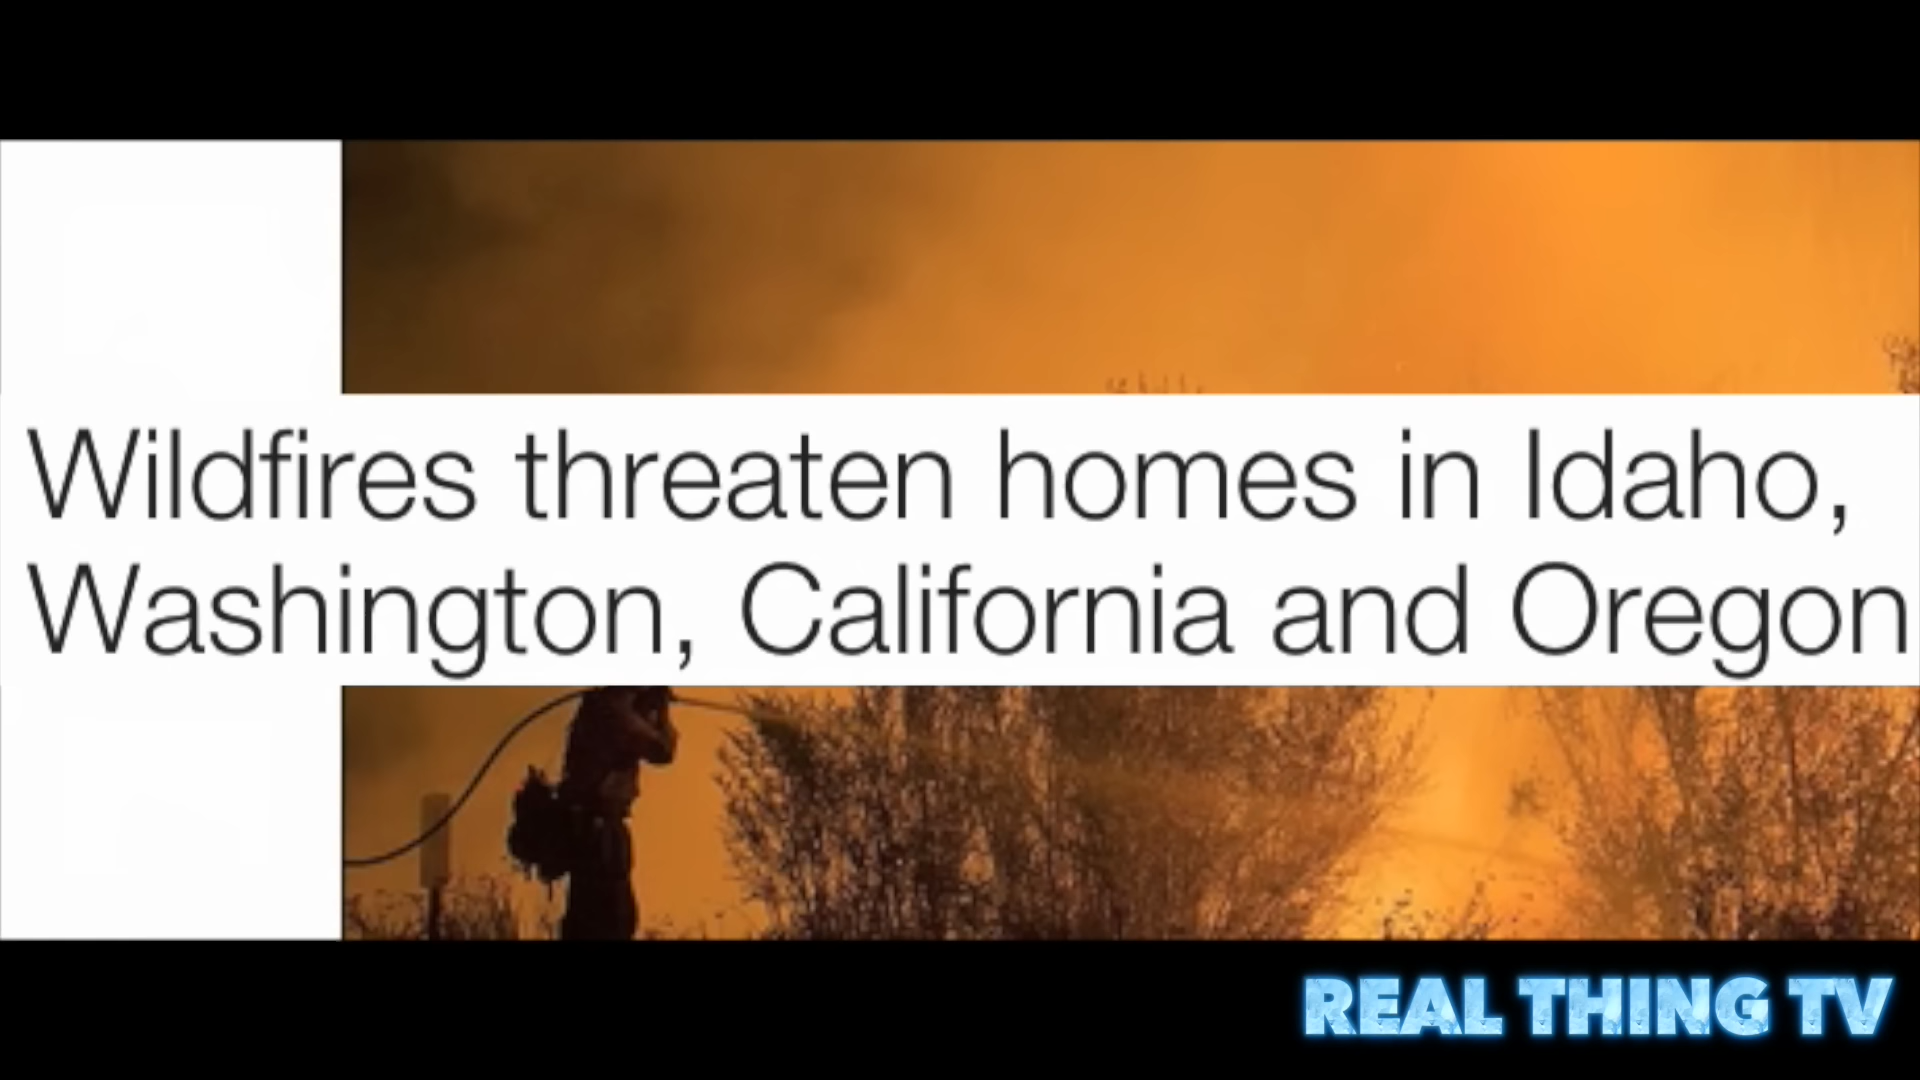 Wildfires threaten homes in Idaho,
Washington, California and Oregon
REAL THING TV